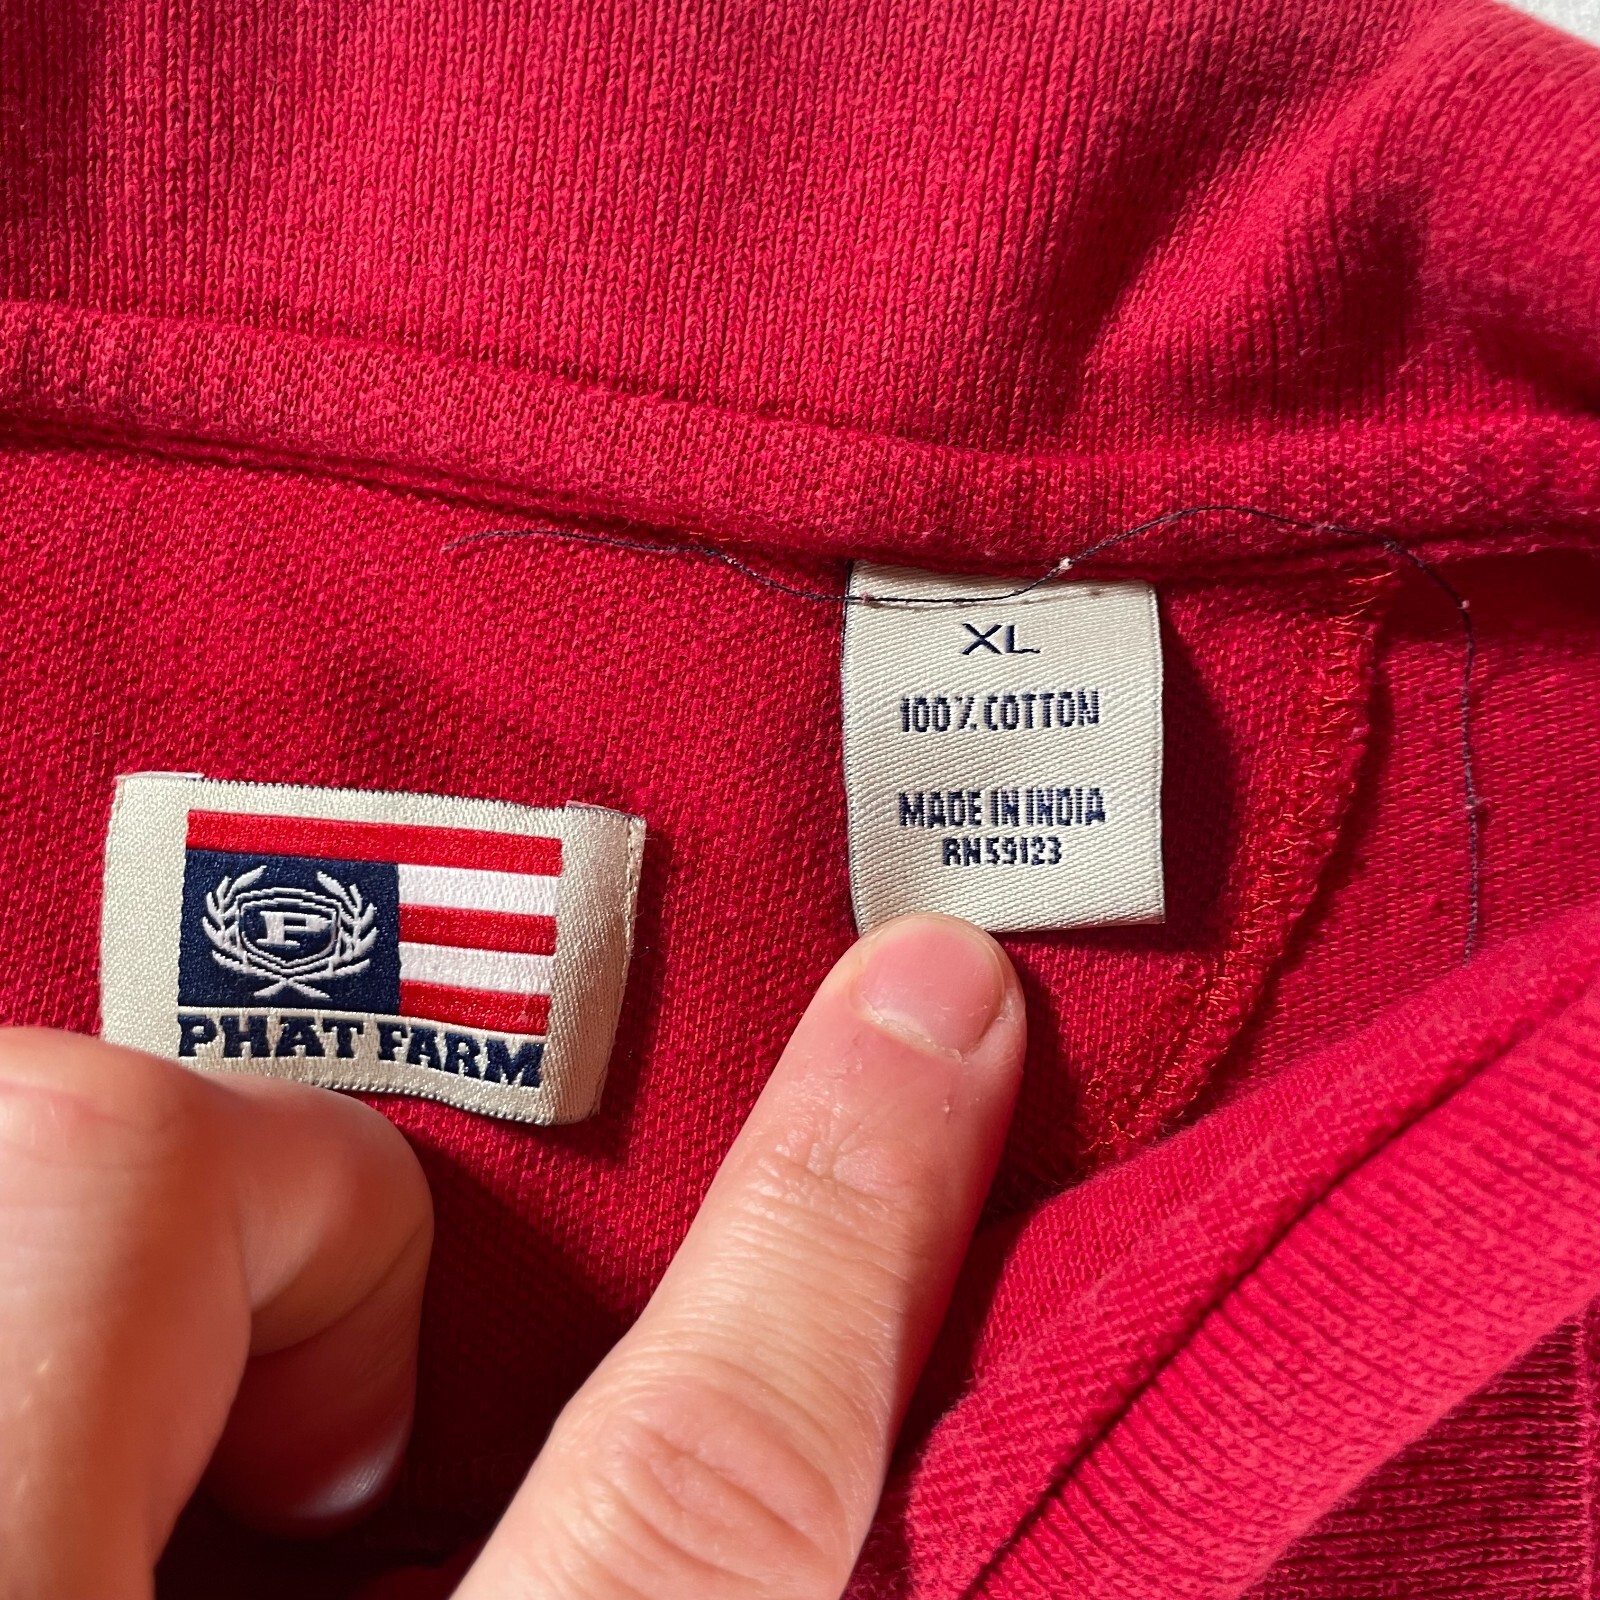 P
PHAT FARM
XL
100% COTTON
MADE IN INDIA
RN59123